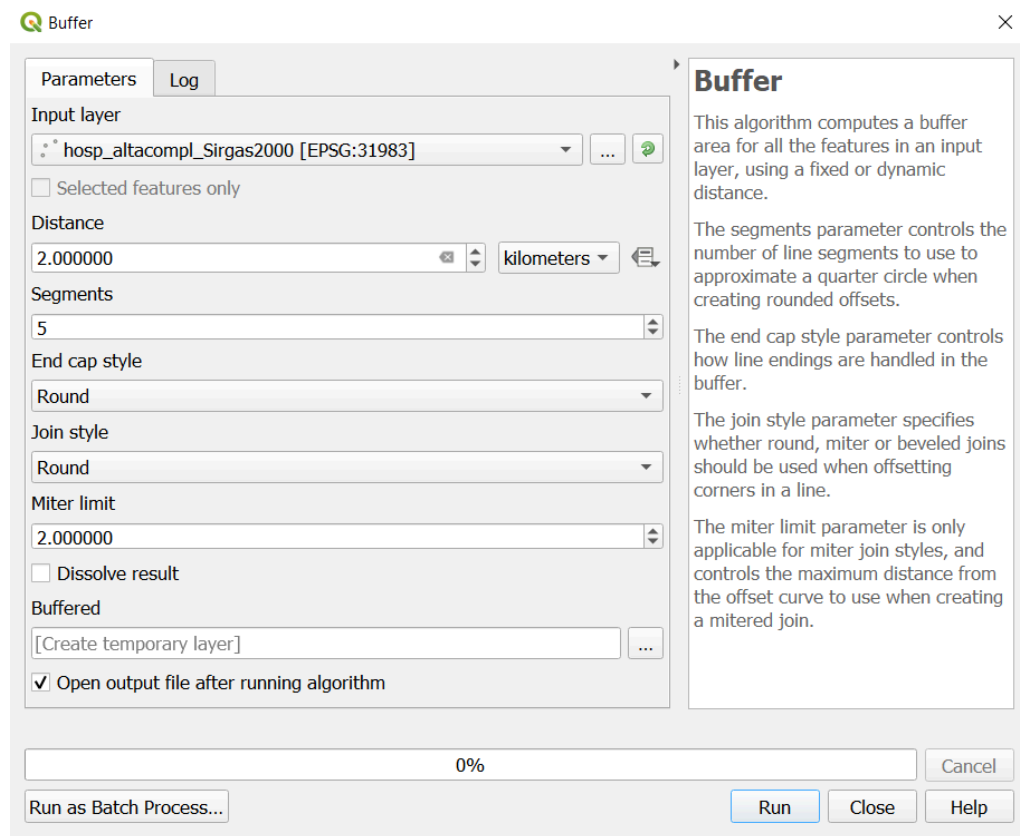 Buffer
Parameters
Log
Input layer
hosp_altacompl_Sirgas2000 [EPSG:31983]
...
Selected features only
Distance
2.000000
kilometers
Segments
5
End cap style
Round
Join style
Round
Miter limit
2.000000
Dissolve result
Buffered
[Create temporary layer]
...
Open output file after running algorithm
Buffer
This algorithm computes a buffer
area for all the features in an input
layer, using a fixed or dynamic
distance.
The segments parameter controls the
number of line segments to use to
approximate a quarter circle when
creating rounded offsets.
The end cap style parameter controls
how line endings are handled in the
buffer.
The join style parameter specifies
whether round, miter or beveled joins
should be used when offsetting
corners in a line.
The miter limit parameter is only
applicable for miter join styles, and
controls the maximum distance from
the offset curve to use when creating
a mitered join.
0%
Cancel
Run as Batch Process...
Run
Close
Help